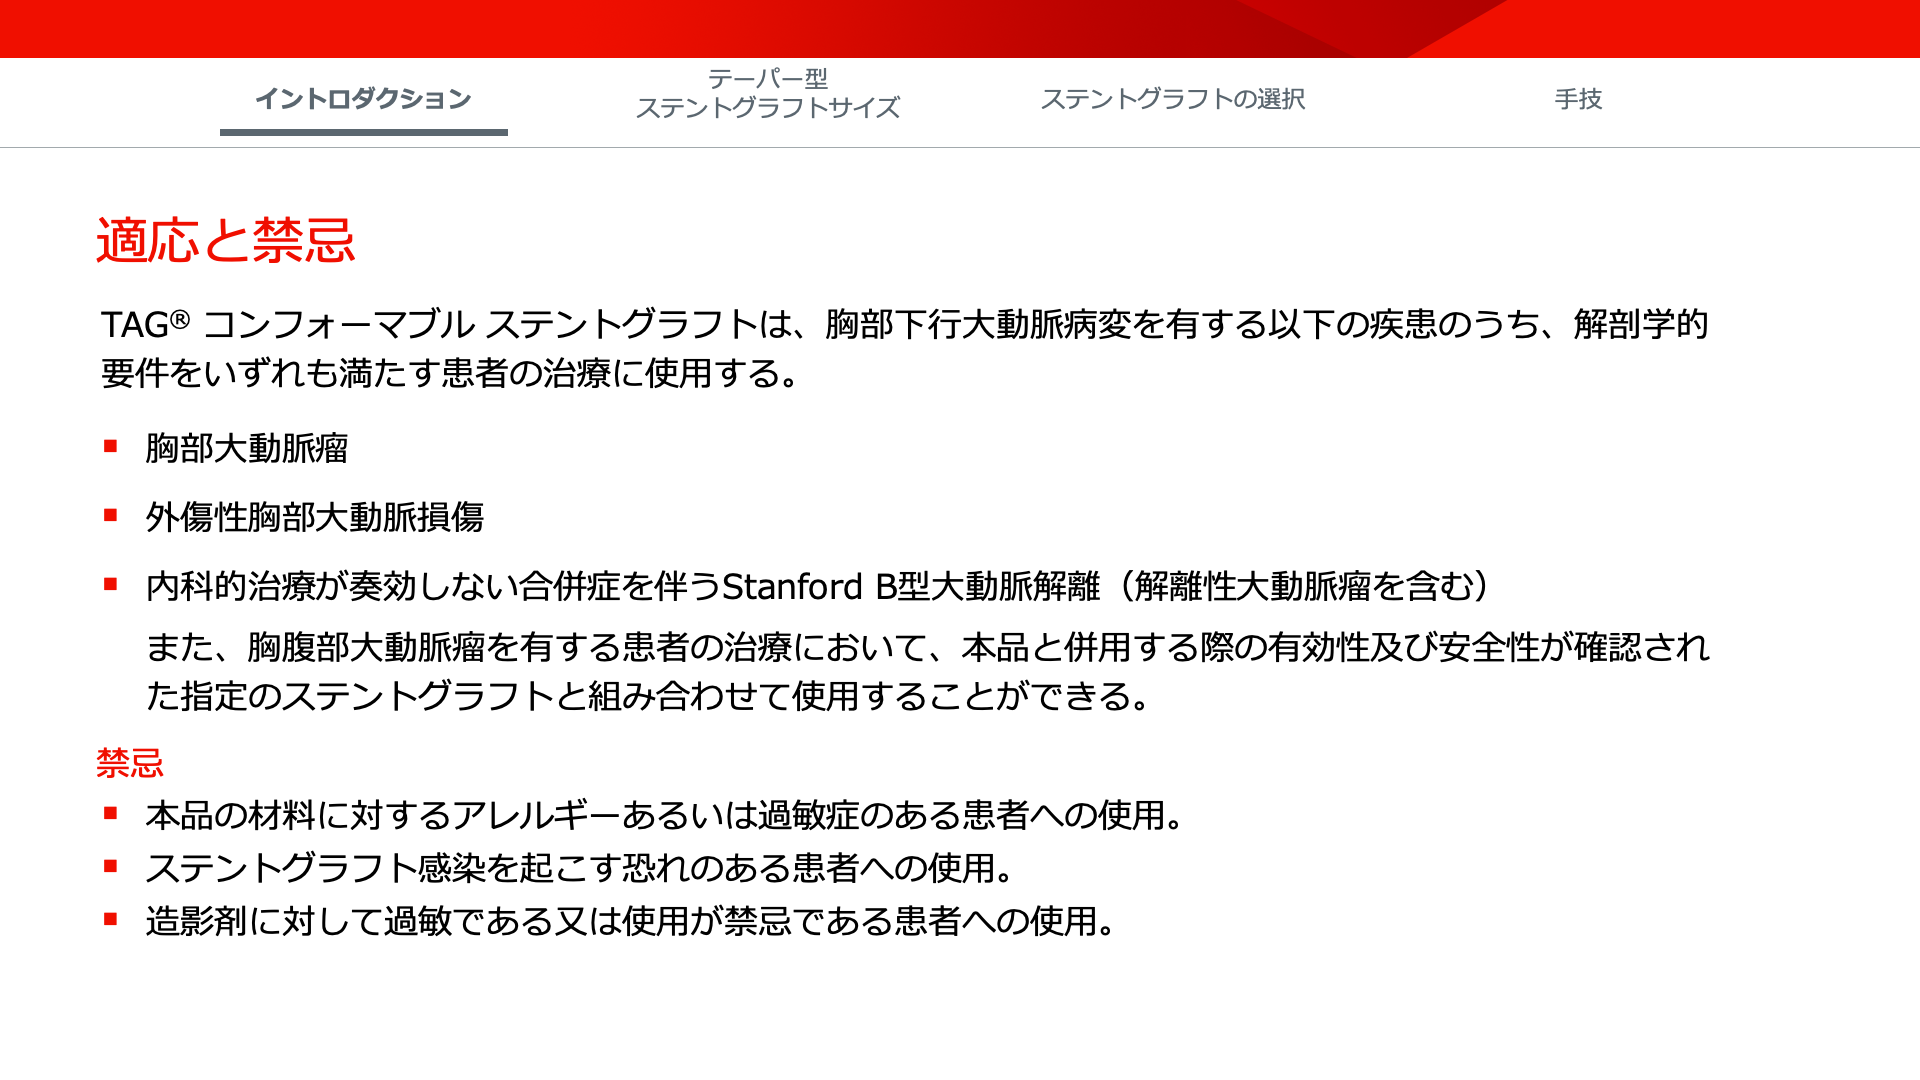 イントロダクション
テーパー型
ステントグラフトサイズ
ステントグラフトの選択
手技
適応と禁忌
TAG® コンフォーマブル ステントグラフトは、胸部下行大動脈病変を有する以下の疾患のうち、解剖学的
要件をいずれも満たす患者の治療に使用する。
▪ 胸部大動脈瘤
▪ 外傷性胸部大動脈損傷
▪ 内科的治療が奏効しない合併症を伴うStanford B型大動脈解離（解離性大動脈瘤を含む）
また、胸腹部大動脈瘤を有する患者の治療において、本品と併用する際の有効性及び安全性が確認され
た指定のステントグラフトと組み合わせて使用することができる。
禁忌
▪ 本品の材料に対するアレルギーあるいは過敏症のある患者への使用。
▪ ステントグラフト感染を起こす恐れのある患者への使用。
▪ 造影剤に対して過敏である又は使用が禁忌である患者への使用。